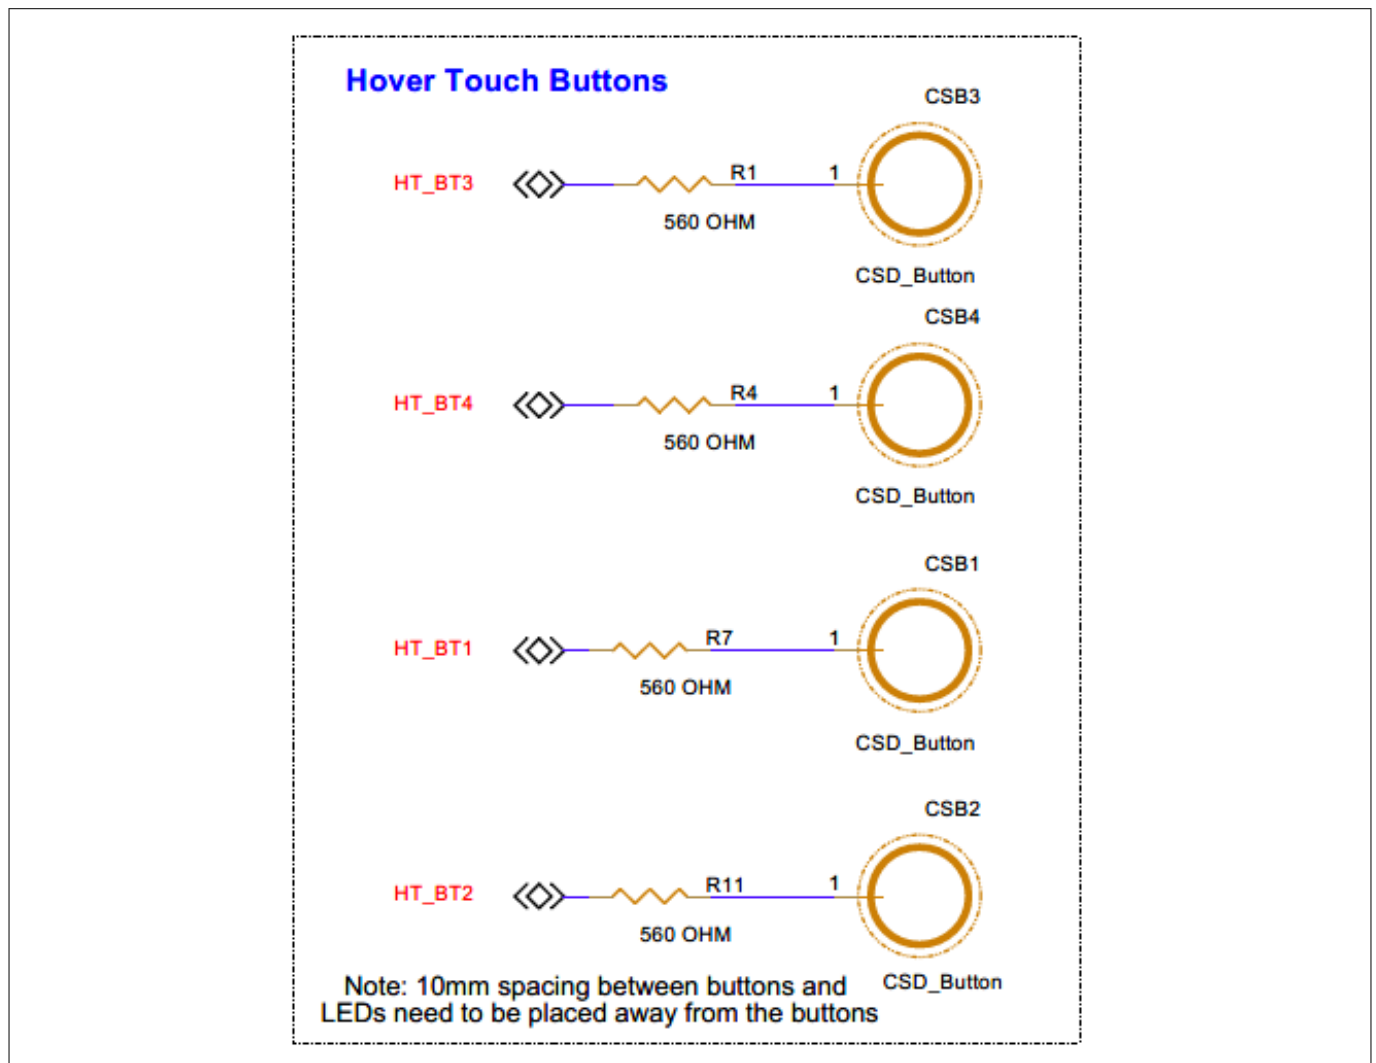 Hover Touch Buttons
CSB3
HT_BT3
R1
1
560 OHM
CSD_Button
CSB4
HT_BT4
R4
1
560 OHM
CSD_Button
CSB1
HT_BT1
R7
1
560 OHM
CSD_Button
CSB2
HT_BT2
R11
1
560 OHM
CSD_Button
Note: 10mm spacing between buttons and
LEDs need to be placed away from the buttons